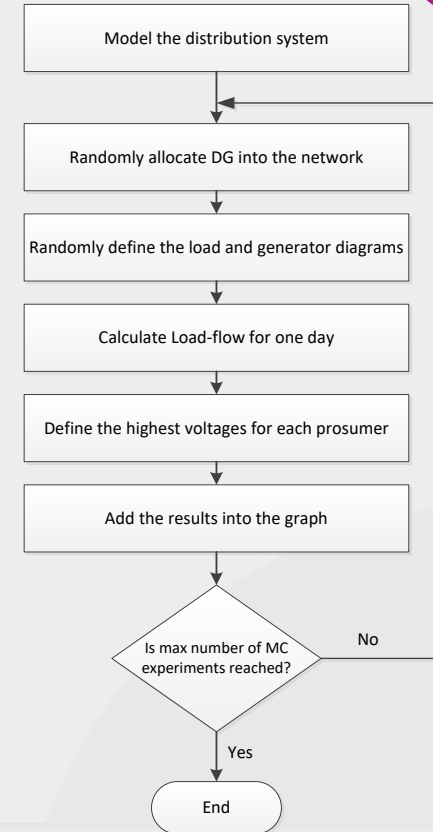 Model the distribution system
Randomly allocate DG into the network
Randomly define the load and generator diagrams
Calculate Load-flow for one day
Define the highest voltages for each prosumer
Add the results into the graph
Is max number of MC
experiments reached?
No
Yes
End